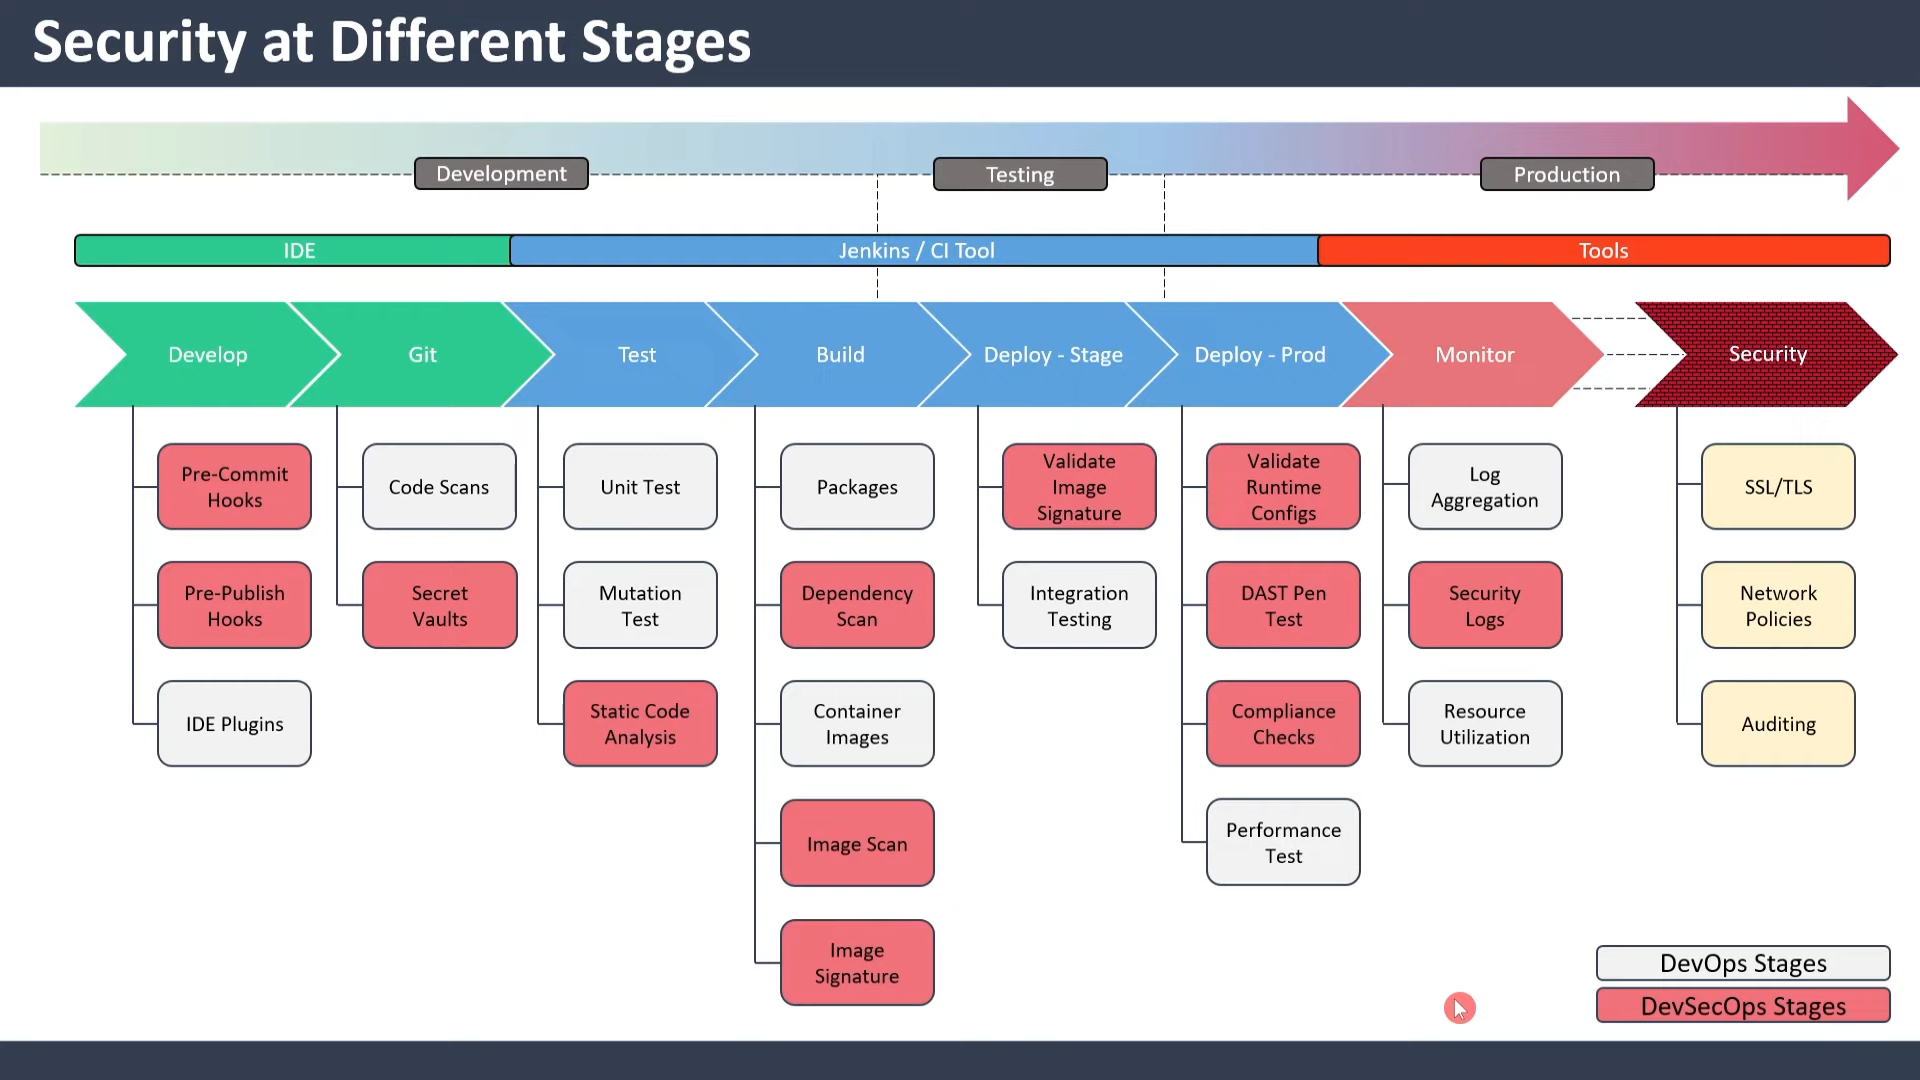 Security at Different Stages
Development
Testing
Production
IDE
Jenkins / CI Tool
Tools
Develop
Git
Test
Build
Deploy - Stage
Deploy - Prod
Monitor
Security
Pre-Commit
Hooks
Pre-Publish
Hooks
IDE Plugins
Code Scans
Secret
Vaults
Unit Test
Mutation
Test
Static Code
Analysis
Packages
Dependency
Scan
Container
Images
Image Scan
Image
Signature
Validate
Image
Signature
Integration
Testing
Validate
Runtime
Configs
DAST Pen
Test
Compliance
Checks
Performance
Test
Log
Aggregation
Security
Logs
Resource
Utilization
SSL/TLS
Network
Policies
Auditing
DevOps Stages
DevSecOps Stages